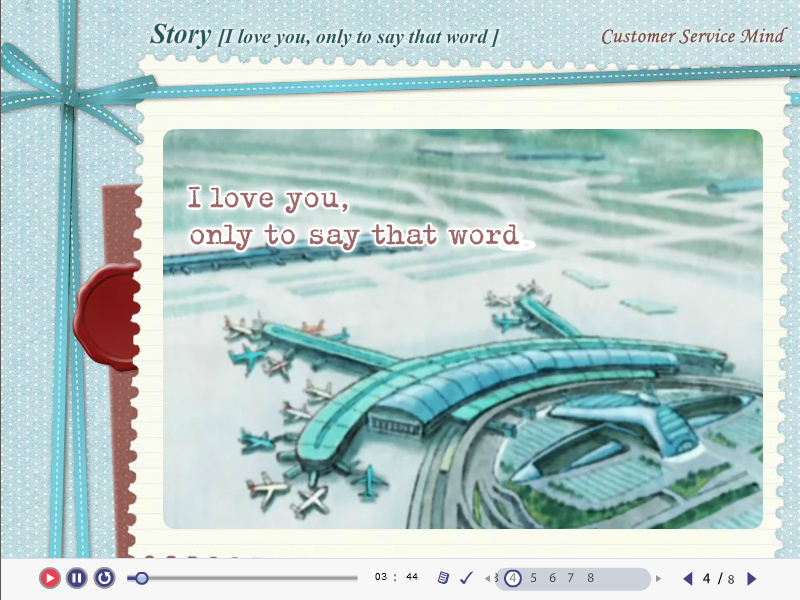 Story [I love you, only to say that word ]
Customer Service Mind
I love you,
only to say that word
03 : 44
3 4 5 6 7 8
4 / 8